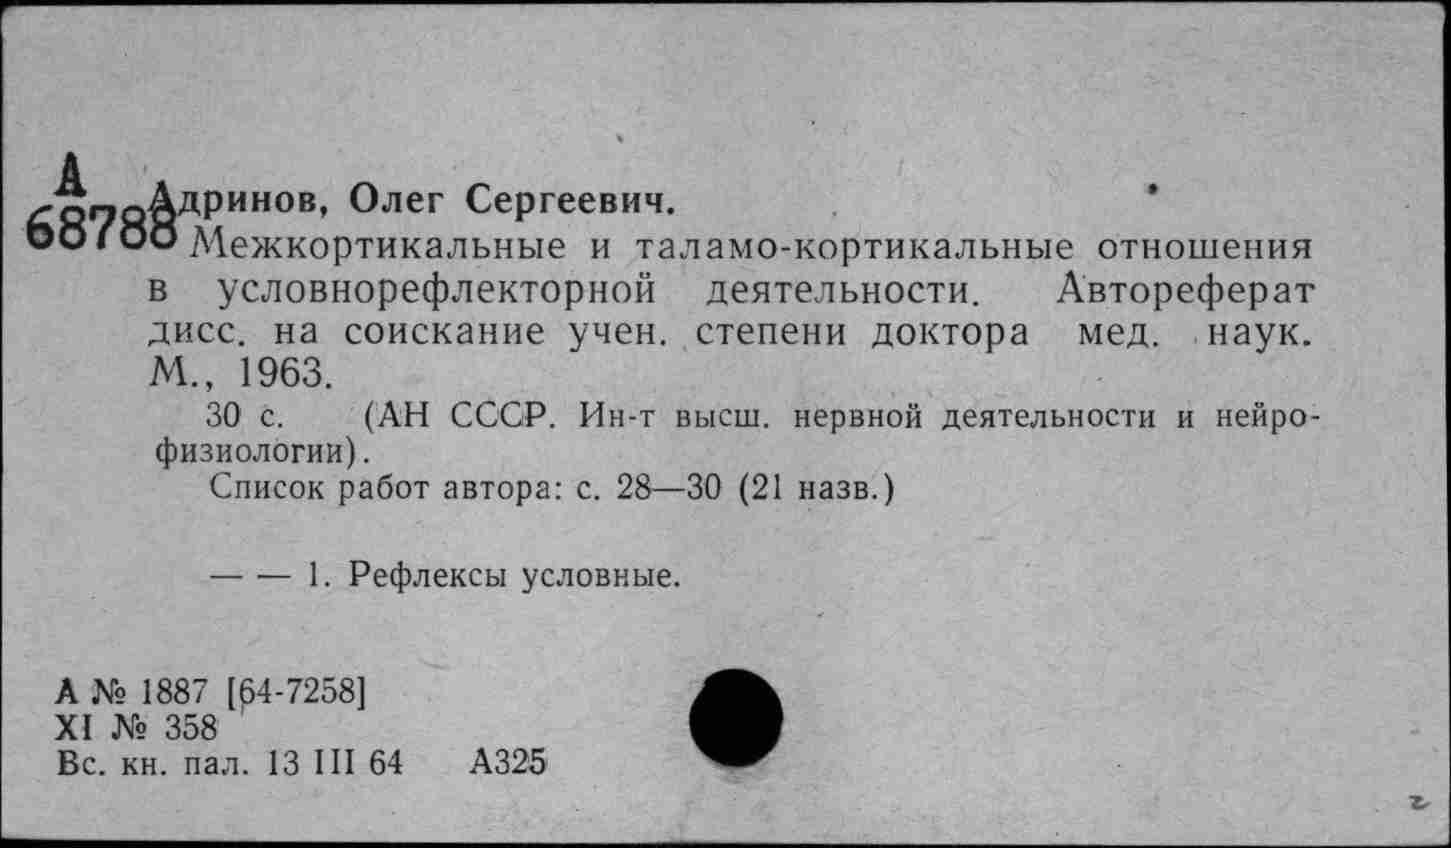 А
68788
Адринов, Олег Сергеевич.
Межкортикальные и таламо-кортикальные отношения
в условнорефлекторной деятельности. Автореферат
дисс. на соискание учен. степени доктора мед. наук.
М., 1963.
30 с. (АН СССР. Ин-т высш. нервной деятельности и нейро-
физиологии).
Список работ автора: с. 28—30 (21 назв.)
— — 1. Рефлексы условные.
А № 1887 [64-7258]
XI № 358
Вс. кн. пал. 13 III 64 А325